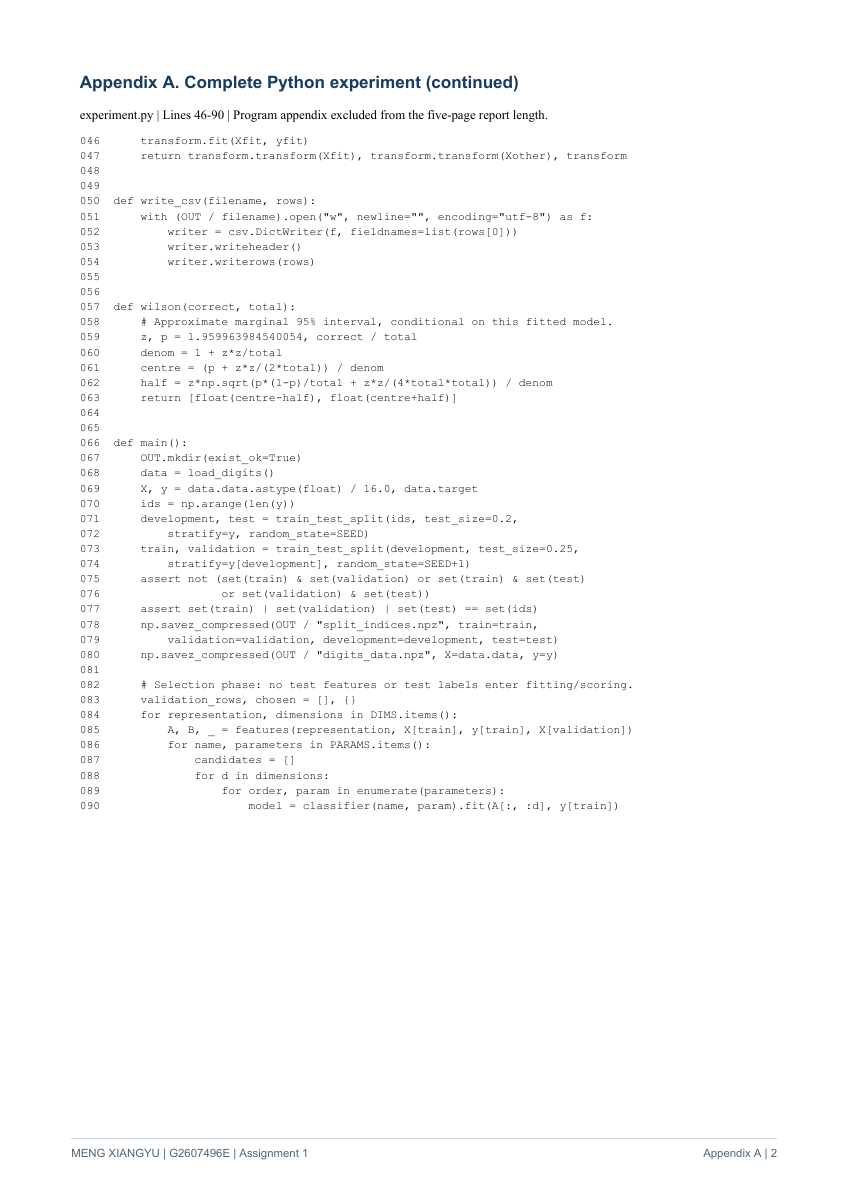 Appendix A. Complete Python experiment (continued)
experiment.py | Lines 46-90 | Program appendix excluded from the five-page report length.
046      transform.fit(Xfit, yfit)
047      return transform.transform(Xfit), transform.transform(Xother), transform
048
049
050  def write_csv(filename, rows):
051      with (OUT / filename).open("w", newline="", encoding="utf-8") as f:
052          writer = csv.DictWriter(f, fieldnames=list(rows[0]))
053          writer.writeheader()
054          writer.writerows(rows)
055
056
057  def wilson(correct, total):
058      # Approximate marginal 95% interval, conditional on this fitted model.
059      z, p = 1.959963984540054, correct / total
060      denom = 1 + z*z/total
061      centre = (p + z*z/(2*total)) / denom
062      half = z*np.sqrt(p*(1-p)/total + z*z/(4*total*total)) / denom
063      return [float(centre-half), float(centre+half)]
064
065
066  def main():
067      OUT.mkdir(exist_ok=True)
068      data = load_digits()
069      X, y = data.data.astype(float) / 16.0, data.target
070      ids = np.arange(len(y))
071      development, test = train_test_split(ids, test_size=0.2,
072          stratify=y, random_state=SEED)
073      train, validation = train_test_split(development, test_size=0.25,
074          stratify=y[development], random_state=SEED+1)
075      assert not (set(train) & set(validation) or set(train) & set(test)
076                  or set(validation) & set(test))
077      assert set(train) | set(validation) | set(test) == set(ids)
078      np.savez_compressed(OUT / "split_indices.npz", train=train,
079          validation=validation, development=development, test=test)
080      np.savez_compressed(OUT / "digits_data.npz", X=data.data, y=y)
081
082      # Selection phase: no test features or test labels enter fitting/scoring.
083      validation_rows, chosen = [], {}
084      for representation, dimensions in DIMS.items():
085          A, B, _ = features(representation, X[train], y[train], X[validation])
086          for name, parameters in PARAMS.items():
087              candidates = []
088              for d in dimensions:
089                  for order, param in enumerate(parameters):
090                      model = classifier(name, param).fit(A[:, :d], y[train])
MENG XIANGYU | G2607496E | Assignment 1
Appendix A | 2